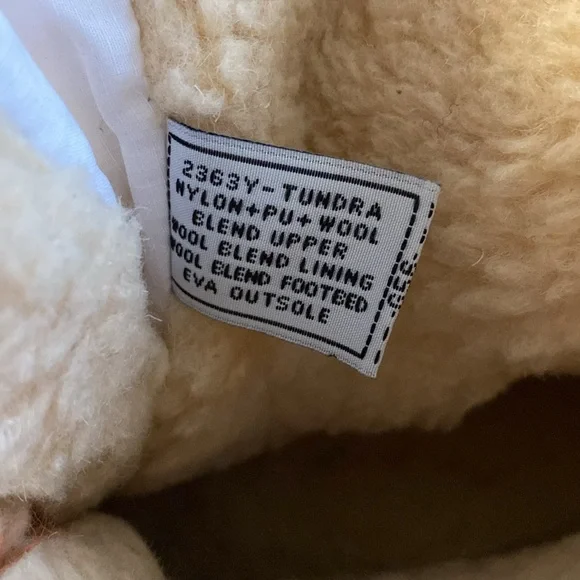 2363Y-TUNDRA
NYLON+PU+WOOL
BLEND UPPER
WOOL BLEND LINING
WOOL BLEND FOOTBED
EVA OUTSOLE